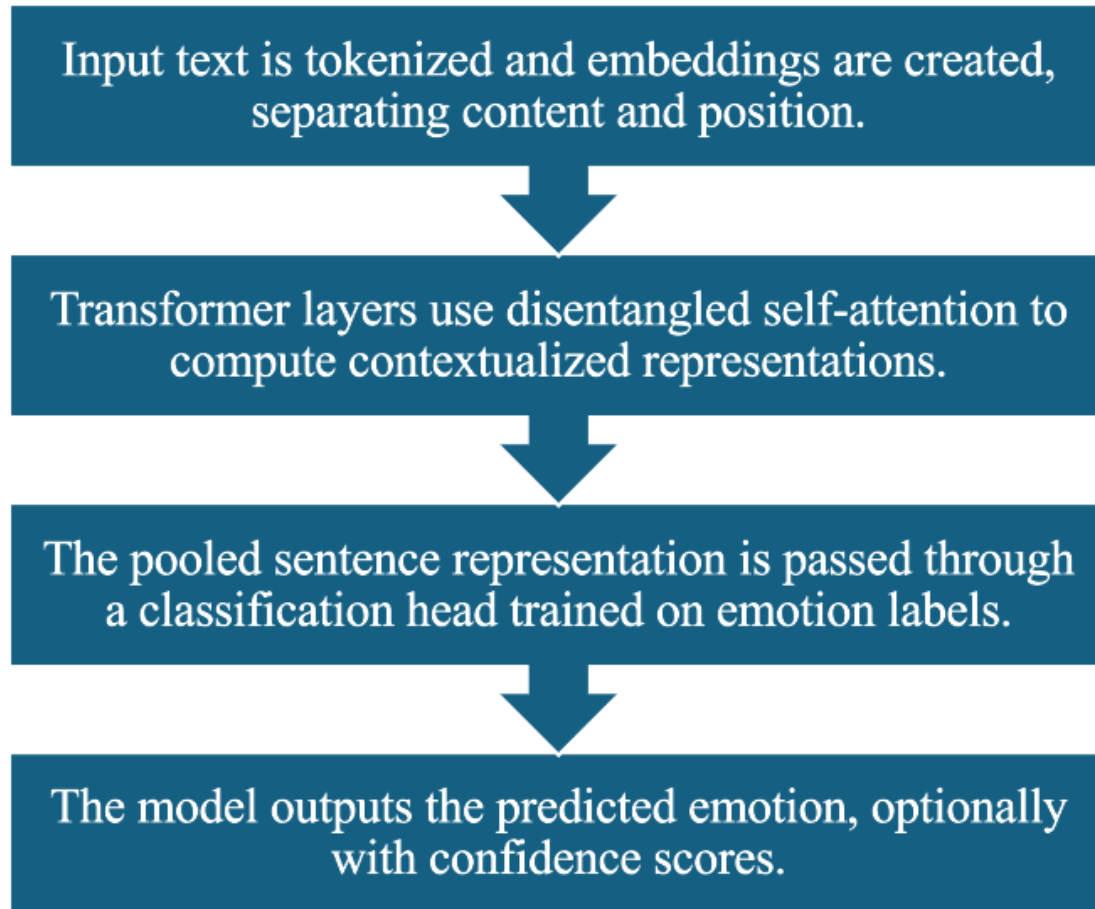 Input text is tokenized and embeddings are created,
separating content and position.
Transformer layers use disentangled self-attention to
compute contextualized representations.
The pooled sentence representation is passed through
a classification head trained on emotion labels.
The model outputs the predicted emotion, optionally
with confidence scores.